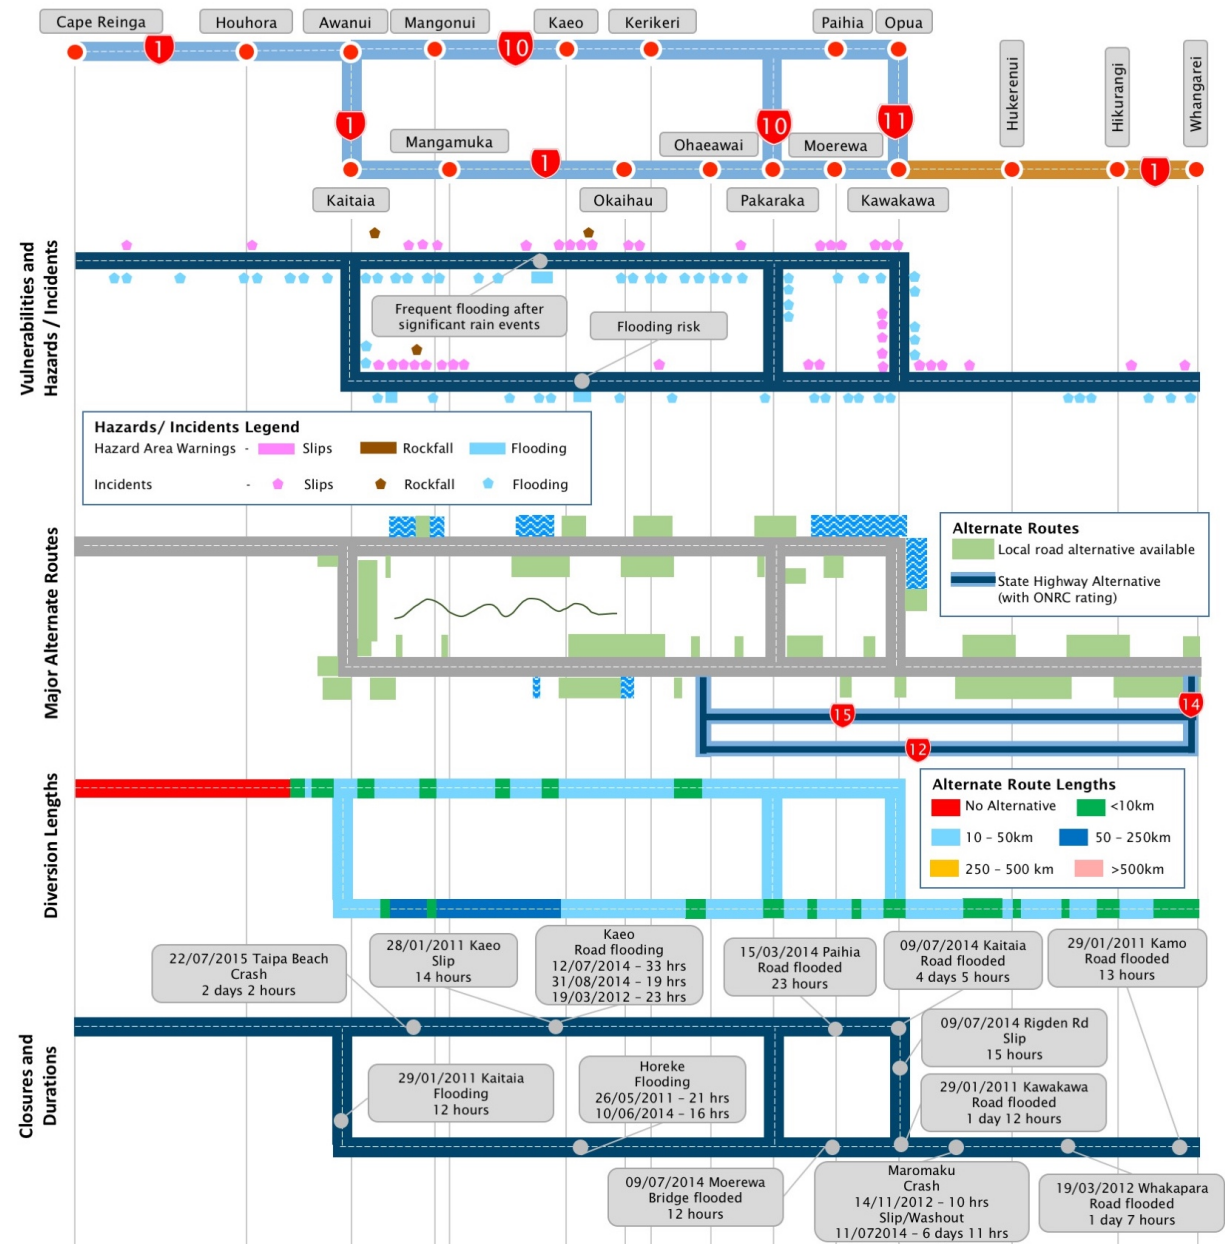 Cape Reinga
Houhora
Awanui
Mangonui
Kaeo
Kerikeri
Paihia
Opua
1
10
Hukerenui
Hikurangi
Whangarei
1
10
11
Mangamuka
1
Ohaeawai
Moerewa
1
Kaitaia
Okaihau
Pakaraka
Kawakawa
Vulnerabilities and
Hazards / Incidents
Frequent flooding after
significant rain events
Flooding risk
Hazards/ Incidents Legend
Hazard Area Warnings - Slips Rockfall Flooding
Incidents - Slips Rockfall Flooding
Major Alternate Routes
Alternate Routes
Local road alternative available
State Highway Alternative
(with ONRC rating)
14
15
12
Diversion Lengths
Alternate Route Lengths
No Alternative <10km
10 – 50km 50 – 250km
250 – 500 km >500km
Closures and
Durations
22/07/2015 Taipa Beach
Crash
2 days 2 hours
28/01/2011 Kaeo
Slip
14 hours
Kaeo
Road flooding
12/07/2014 – 33 hrs
31/08/2014 – 19 hrs
19/03/2012 – 23 hrs
15/03/2014 Paihia
Road flooded
23 hours
09/07/2014 Kaitaia
Road flooded
4 days 5 hours
29/01/2011 Kamo
Road flooded
13 hours
09/07/2014 Rigden Rd
Slip
15 hours
29/01/2011 Kaitaia
Flooding
12 hours
Horeke
Flooding
26/05/2011 – 21 hrs
10/06/2014 – 16 hrs
29/01/2011 Kawakawa
Road flooded
1 day 12 hours
09/07/2014 Moerewa
Bridge flooded
12 hours
Maromaku
Crash
14/11/2012 – 10 hrs
Slip/Washout
11/072014 – 6 days 11 hrs
19/03/2012 Whakapara
Road flooded
1 day 7 hours